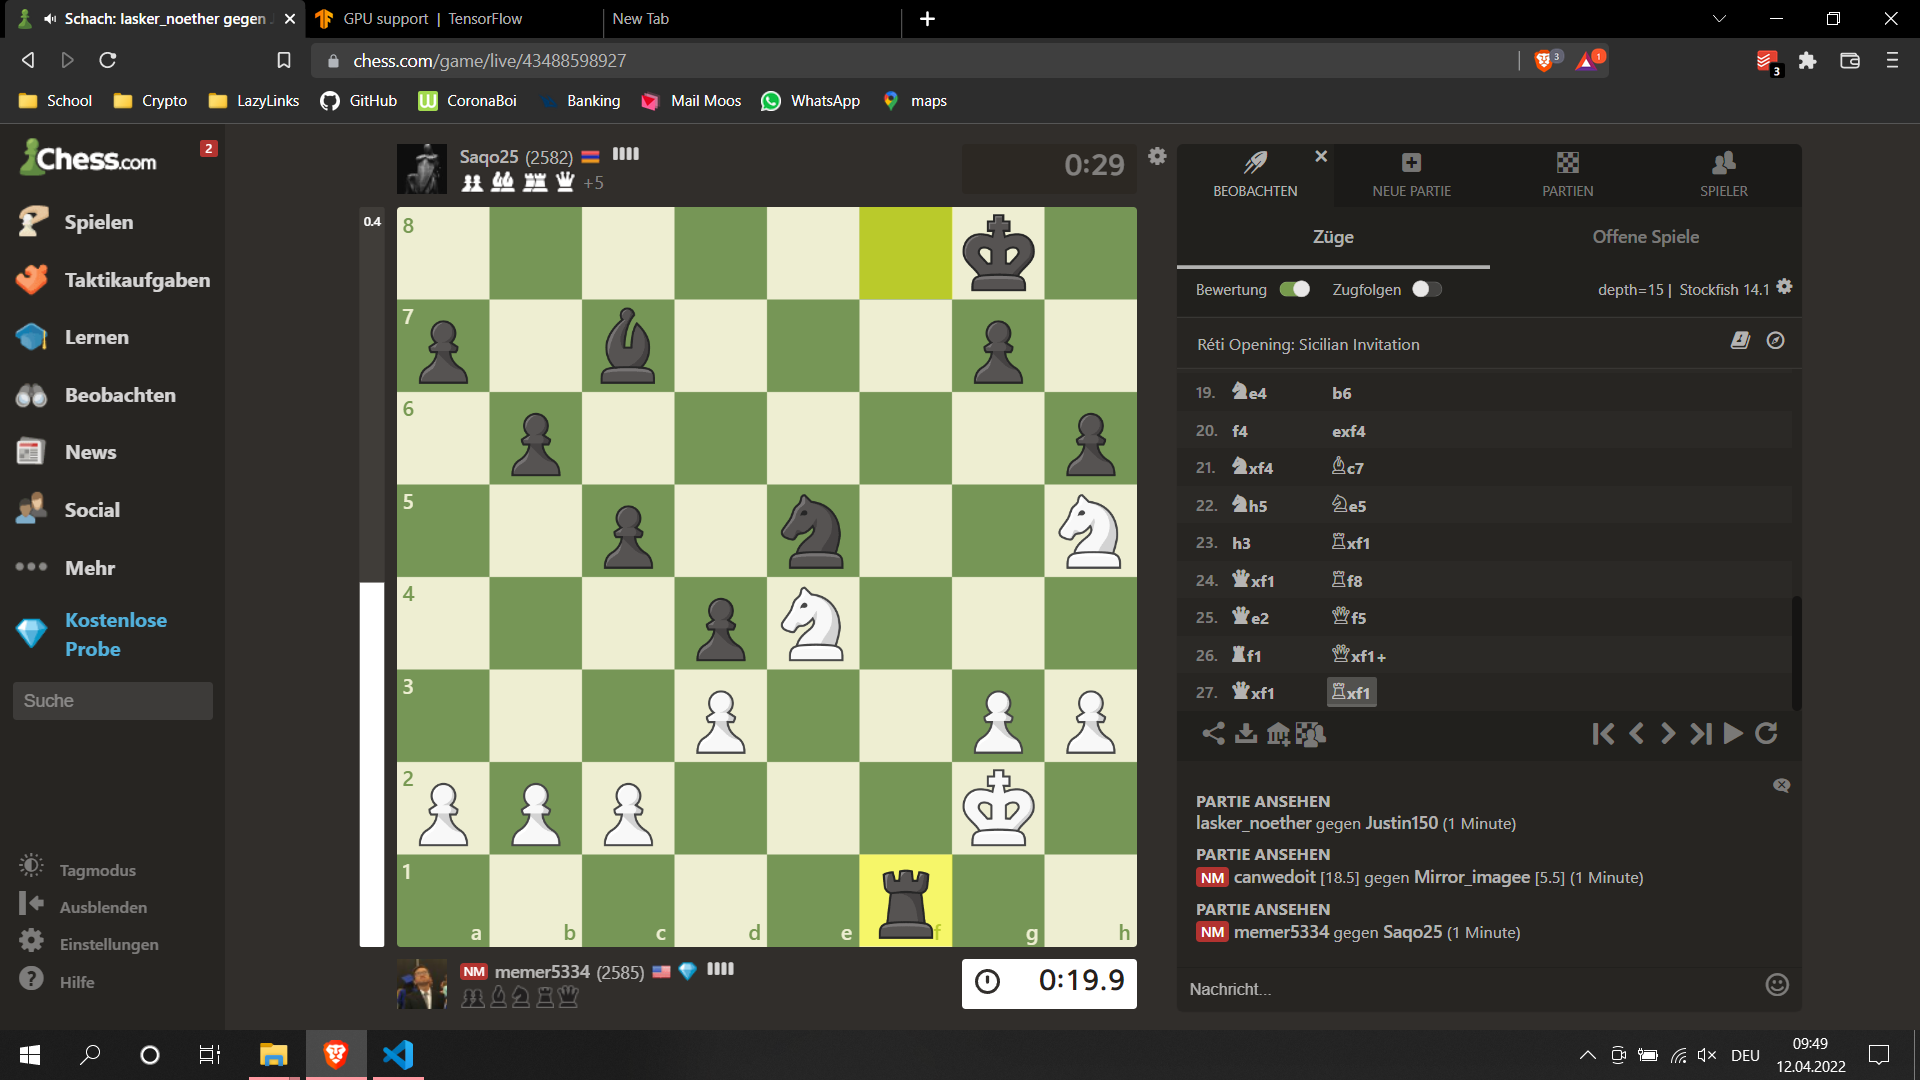 Schach: lasker_noether gegen J
GPU support | TensorFlow
New Tab
chess.com/game/live/43488598927
3
1
3
School
Crypto
LazyLinks
GitHub
CoronaBoi
Banking
Mail Moos
WhatsApp
maps
Chess.com
2
Spielen
Taktikaufgaben
Lernen
Beobachten
News
Social
Mehr
Kostenlose
Probe
Suche
Tagmodus
Ausblenden
Einstellungen
Hilfe
Saqo25 (2582)
+5
0:29
0.4
8
7
6
5
4
3
2
1
a b c d e f g h
NM memer5334 (2585)
0:19.9
BEOBACHTEN
NEUE PARTIE
PARTIEN
SPIELER
Züge
Offene Spiele
Bewertung
Zugfolgen
depth=15 | Stockfish 14.1
Réti Opening: Sicilian Invitation
19. ♞e4 b6
20. f4 exf4
21. ♞xf4 ♗c7
22. ♞h5 ♘e5
23. h3 ♖xf1
24. ♛xf1 ♖f8
25. ♛e2 ♕f5
26. ♜f1 ♕xf1+
27. ♛xf1 ♖xf1
PARTIE ANSEHEN
lasker_noether gegen Justin150 (1 Minute)
PARTIE ANSEHEN
NM canwedoit [18.5] gegen Mirror_imagee [5.5] (1 Minute)
PARTIE ANSEHEN
NM memer5334 gegen Saqo25 (1 Minute)
Nachricht...
DEU
09:49
12.04.2022